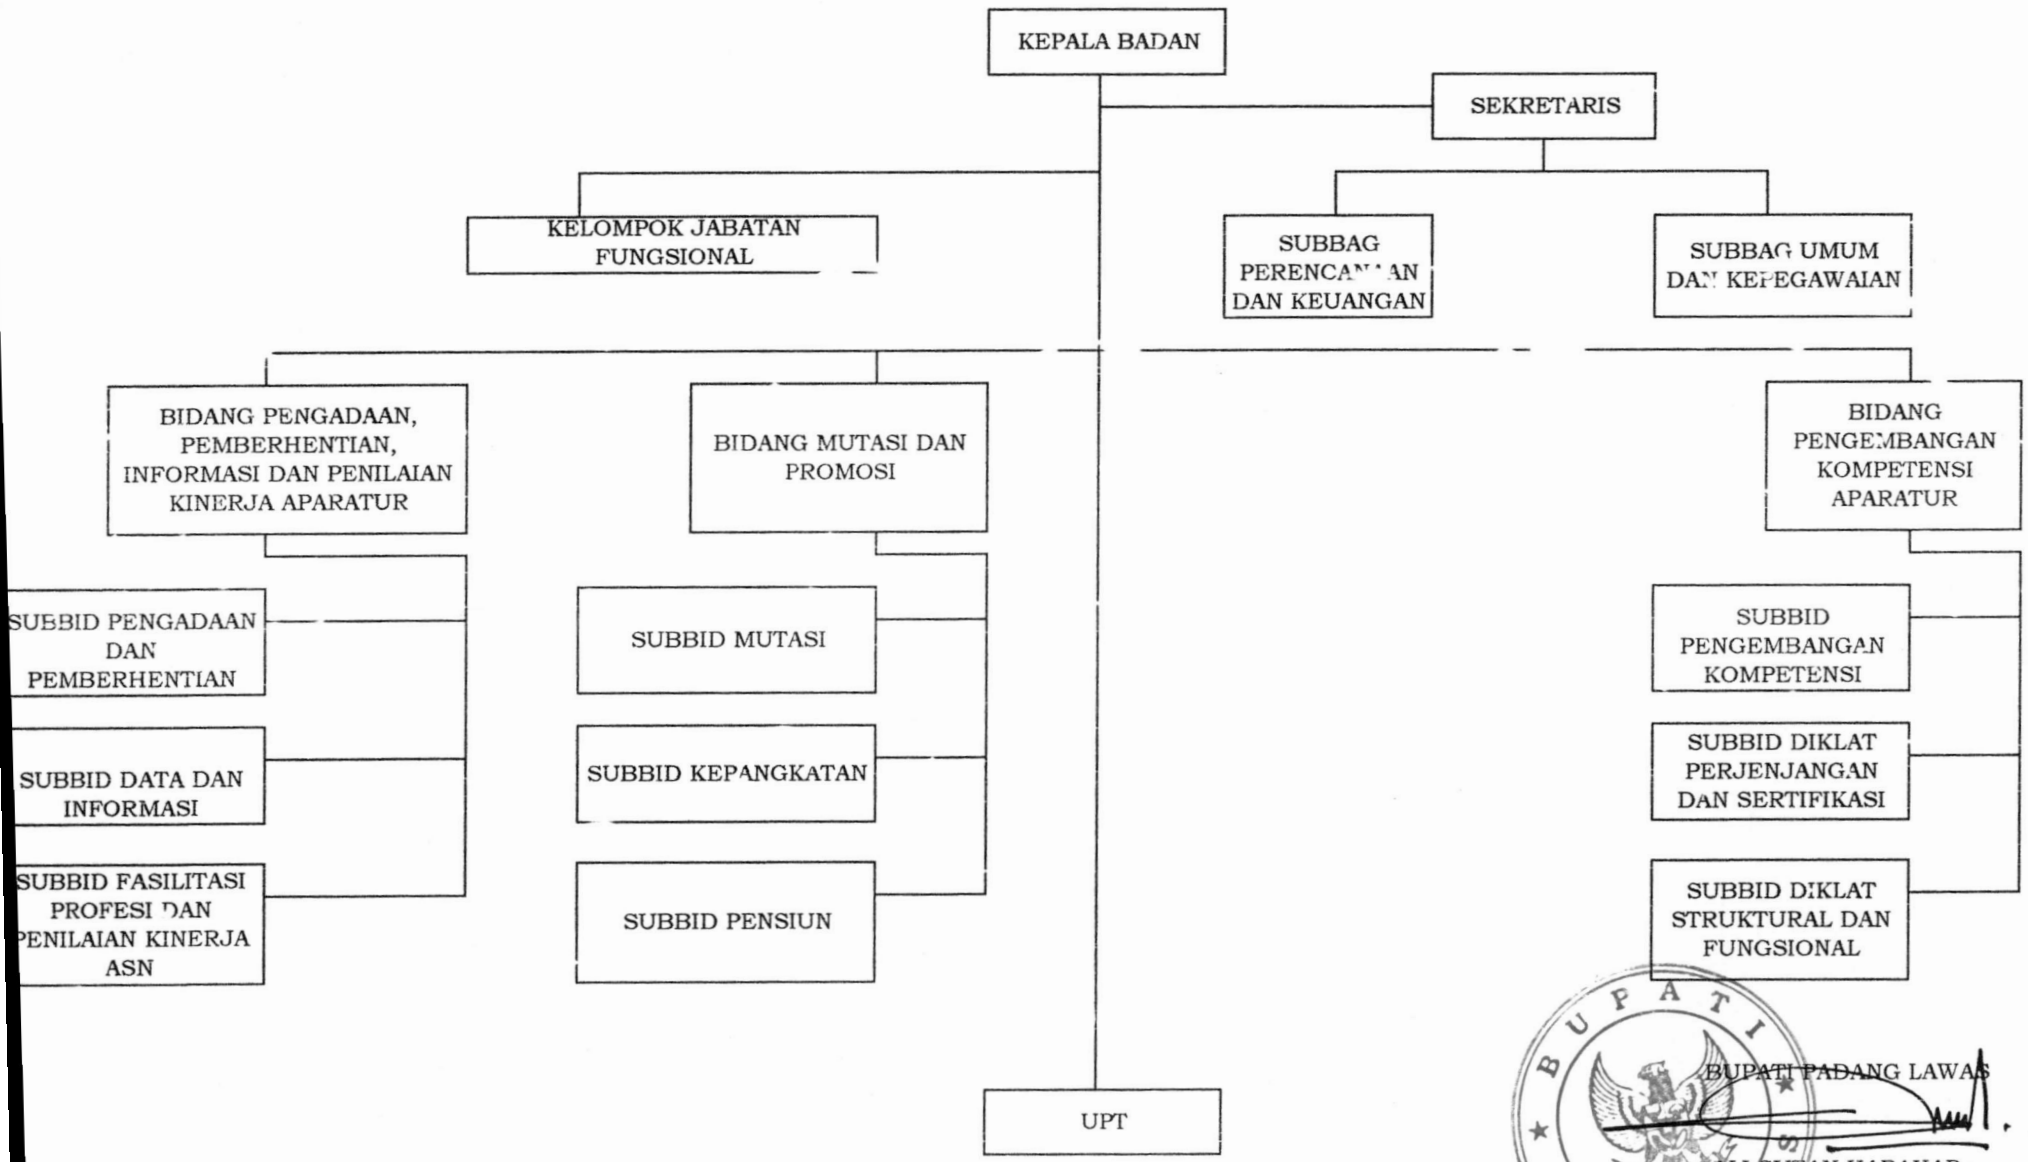 KEPALA BADAN
SEKRETARIS
KELOMPOK JABATAN
FUNGSIONAL
SUBBAG
PERENCANAAN
DAN KEUANGAN
SUBBAG UMUM
DAN KEPEGAWAIAN
BIDANG PENGADAAN,
PEMBERHENTIAN,
INFORMASI DAN PENILAIAN
KINERJA APARATUR
BIDANG MUTASI DAN
PROMOSI
BIDANG
PENGEMBANGAN
KOMPETENSI
APARATUR
SUBBID PENGADAAN
DAN
PEMBERHENTIAN
SUBBID MUTASI
SUBBID
PENGEMBANGAN
KOMPETENSI
SUBBID DATA DAN
INFORMASI
SUBBID KEPANGKATAN
SUBBID DIKLAT
PERJENJANGAN
DAN SERTIFIKASI
SUBBID FASILITASI
PROFESI DAN
PENILAIAN KINERJA
ASN
SUBBID PENSIUN
SUBBID DIKLAT
STRUKTURAL DAN
FUNGSIONAL
UPT
BUPATI
BUPATI PADANG LAWAS